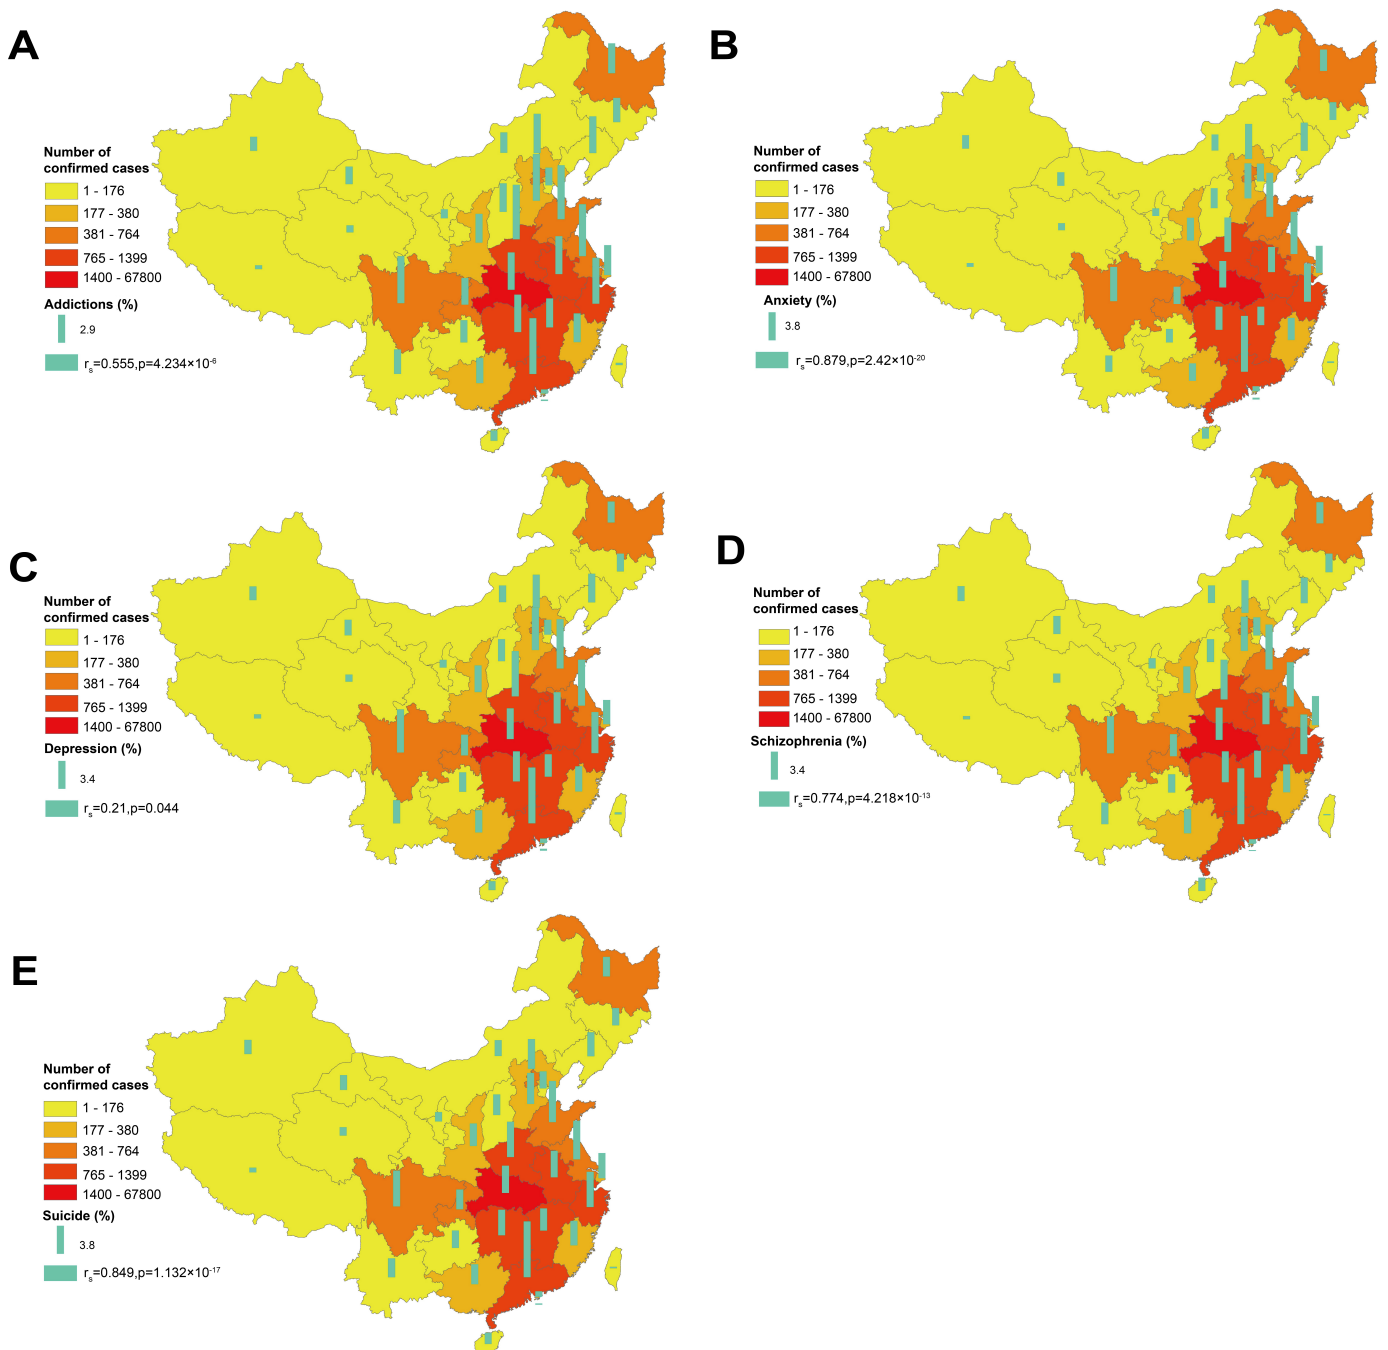 A
Number of
confirmed cases
1 - 176
177 - 380
381 - 764
765 - 1399
1400 - 67800
Addictions (%)
2.9
rs=0.555,p=4.234×10-6
B
Number of
confirmed cases
1 - 176
177 - 380
381 - 764
765 - 1399
1400 - 67800
Anxiety (%)
3.8
rs=0.879,p=2.42×10-20
C
Number of
confirmed cases
1 - 176
177 - 380
381 - 764
765 - 1399
1400 - 67800
Depression (%)
3.4
rs=0.21,p=0.044
D
Number of
confirmed cases
1 - 176
177 - 380
381 - 764
765 - 1399
1400 - 67800
Schizophrenia (%)
3.4
rs=0.774,p=4.218×10-13
E
Number of
confirmed cases
1 - 176
177 - 380
381 - 764
765 - 1399
1400 - 67800
Suicide (%)
3.8
rs=0.849,p=1.132×10-17